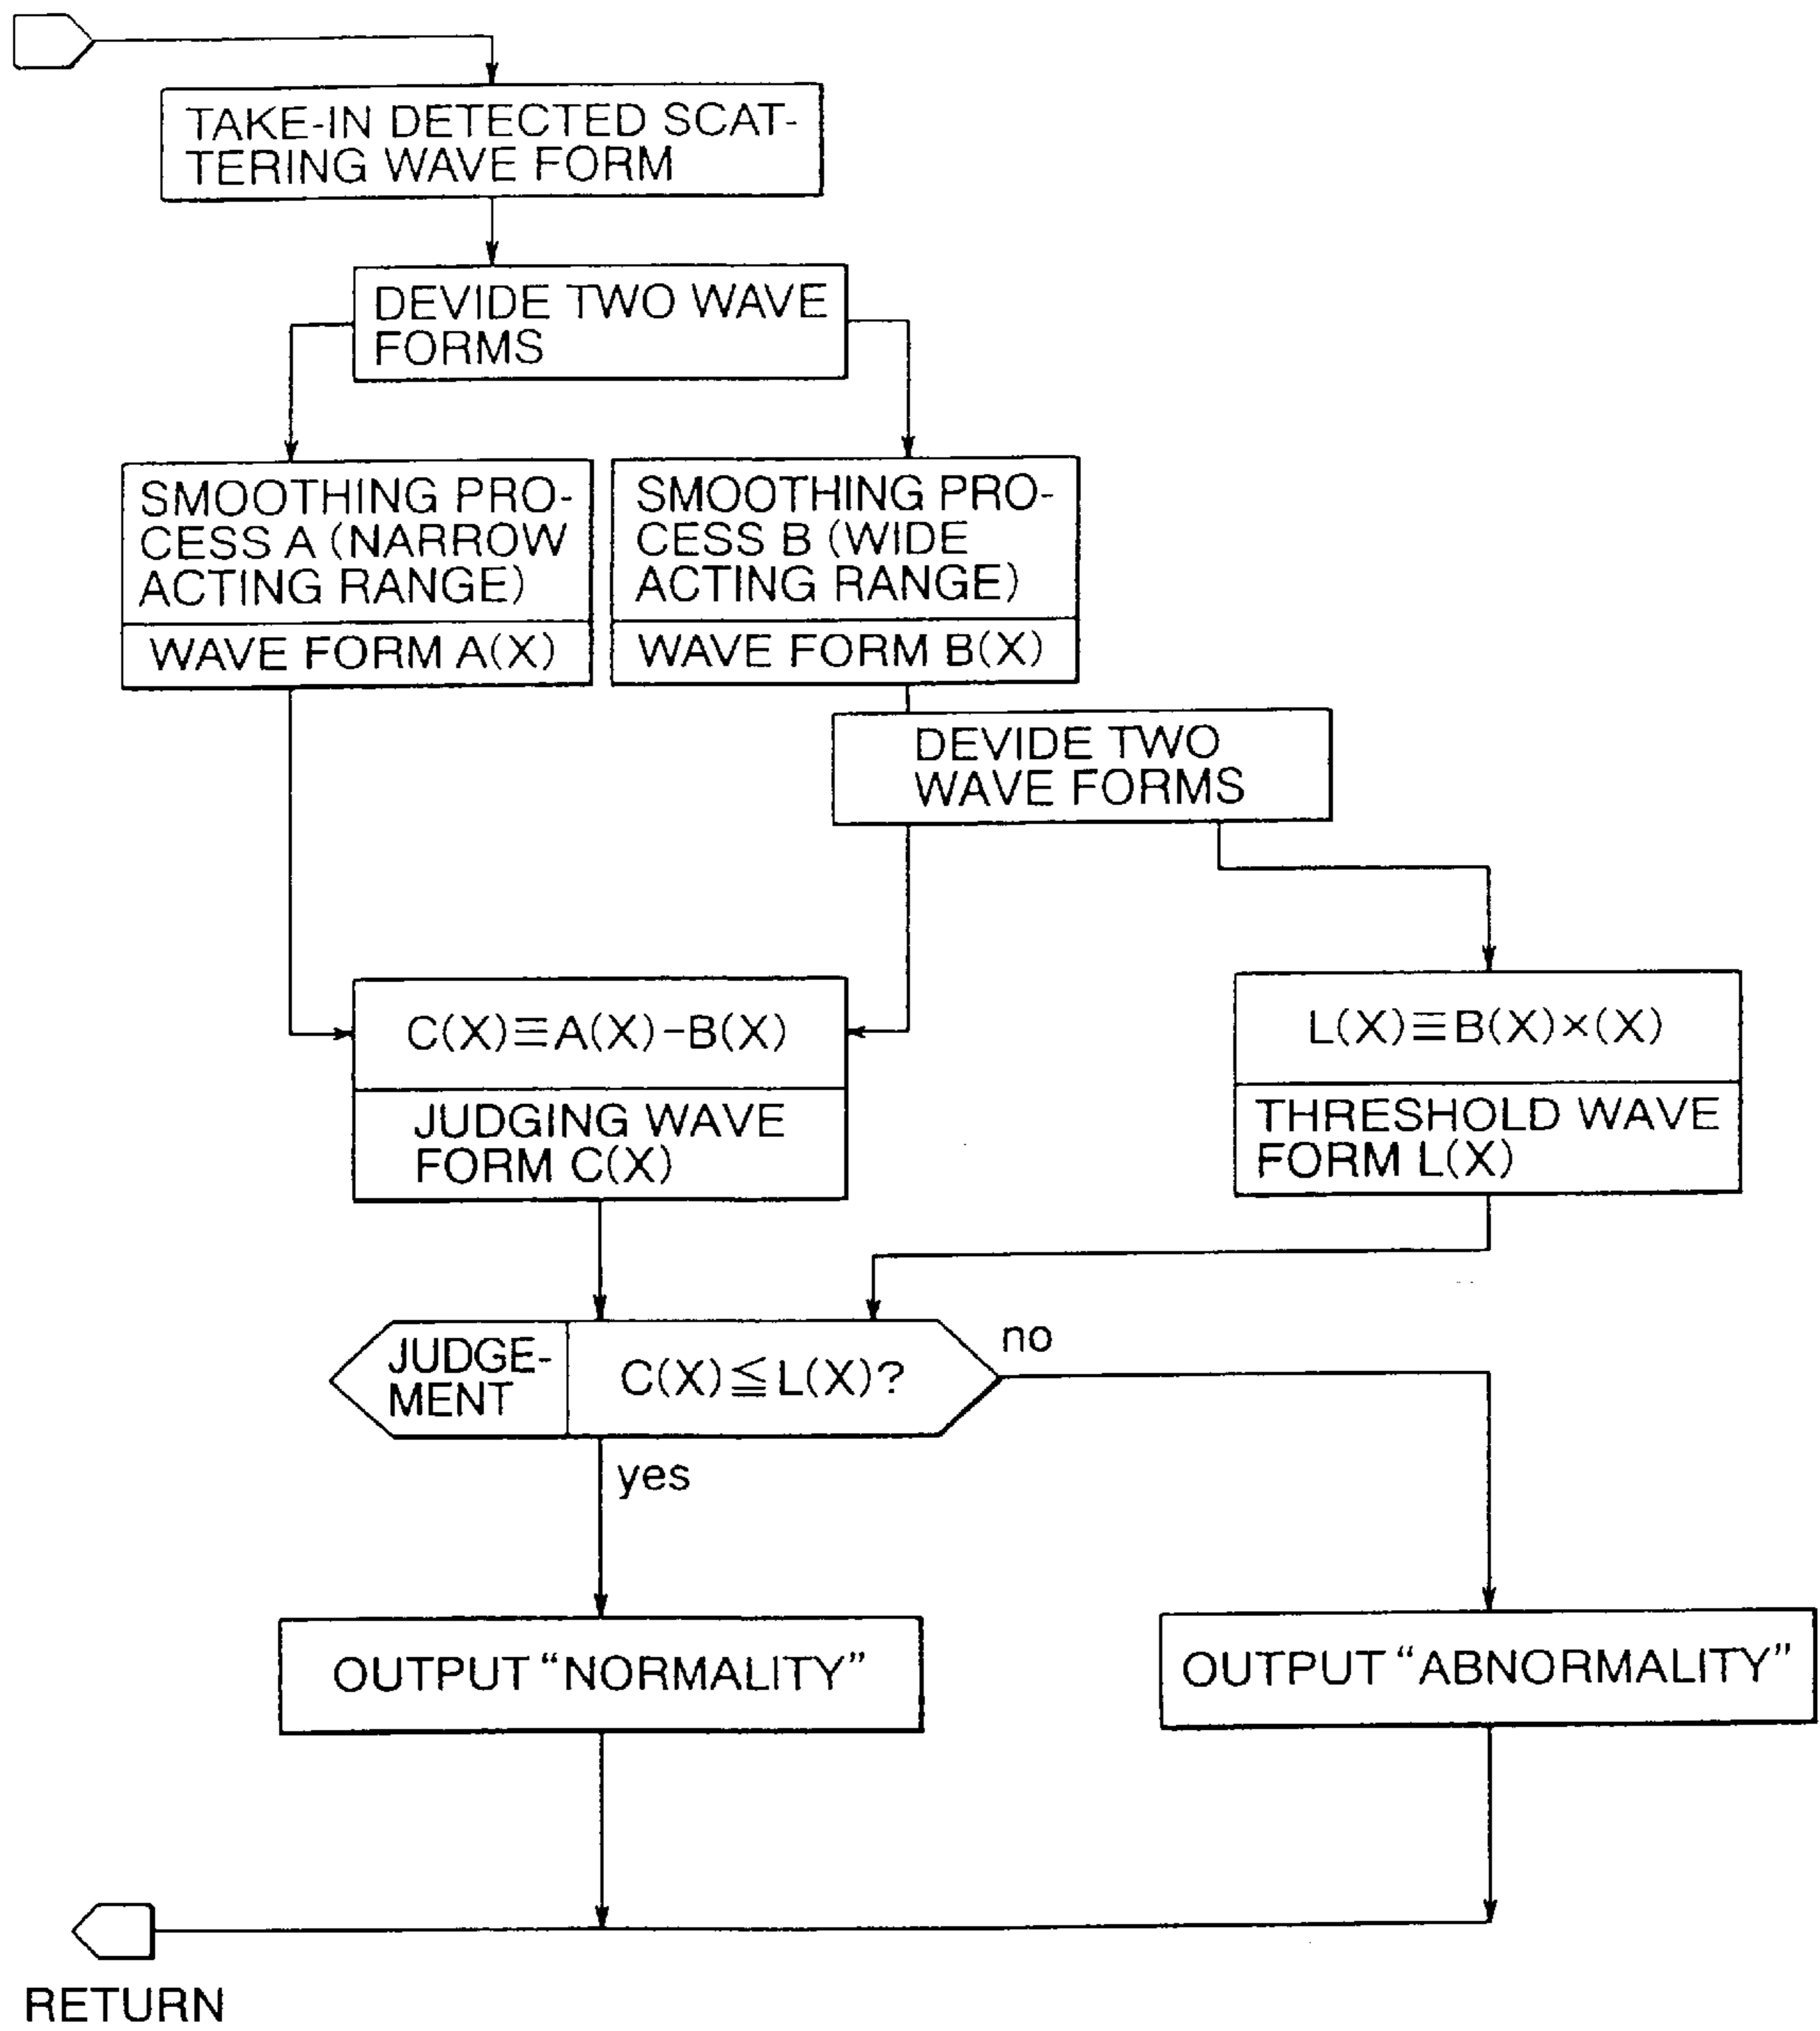 TAKE-IN DETECTED SCAT-
TERING WAVE FORM
DEVIDE TWO WAVE
FORMS
SMOOTHING PRO-
CESS A (NARROW
ACTING RANGE)
WAVE FORM A(X)
SMOOTHING PRO-
CESS B (WIDE
ACTING RANGE)
WAVE FORM B(X)
DEVIDE TWO
WAVE FORMS
C(X)≡A(X)-B(X)
JUDGING WAVE
FORM C(X)
L(X)≡B(X)×(X)
THRESHOLD WAVE
FORM L(X)
JUDGE-
MENT
C(X)≦L(X)?
no
yes
OUTPUT “NORMALITY”
OUTPUT “ABNORMALITY”
RETURN